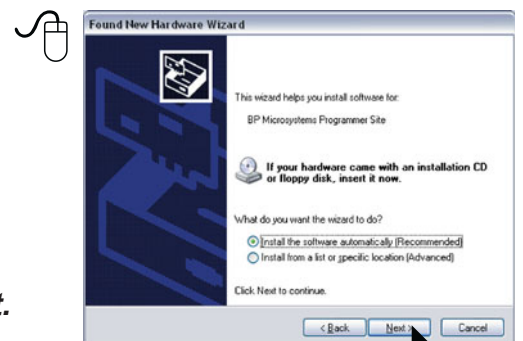 Found New Hardware Wizard
This wizard helps you install software for:
BP Microsystems Programmer Site
If your hardware came with an installation CD
or floppy disk, insert it now.
What do you want the wizard to do?
Install the software automatically (Recommended)
Install from a list or specific location (Advanced)
Click Next to continue.
< Back
Next >
Cancel